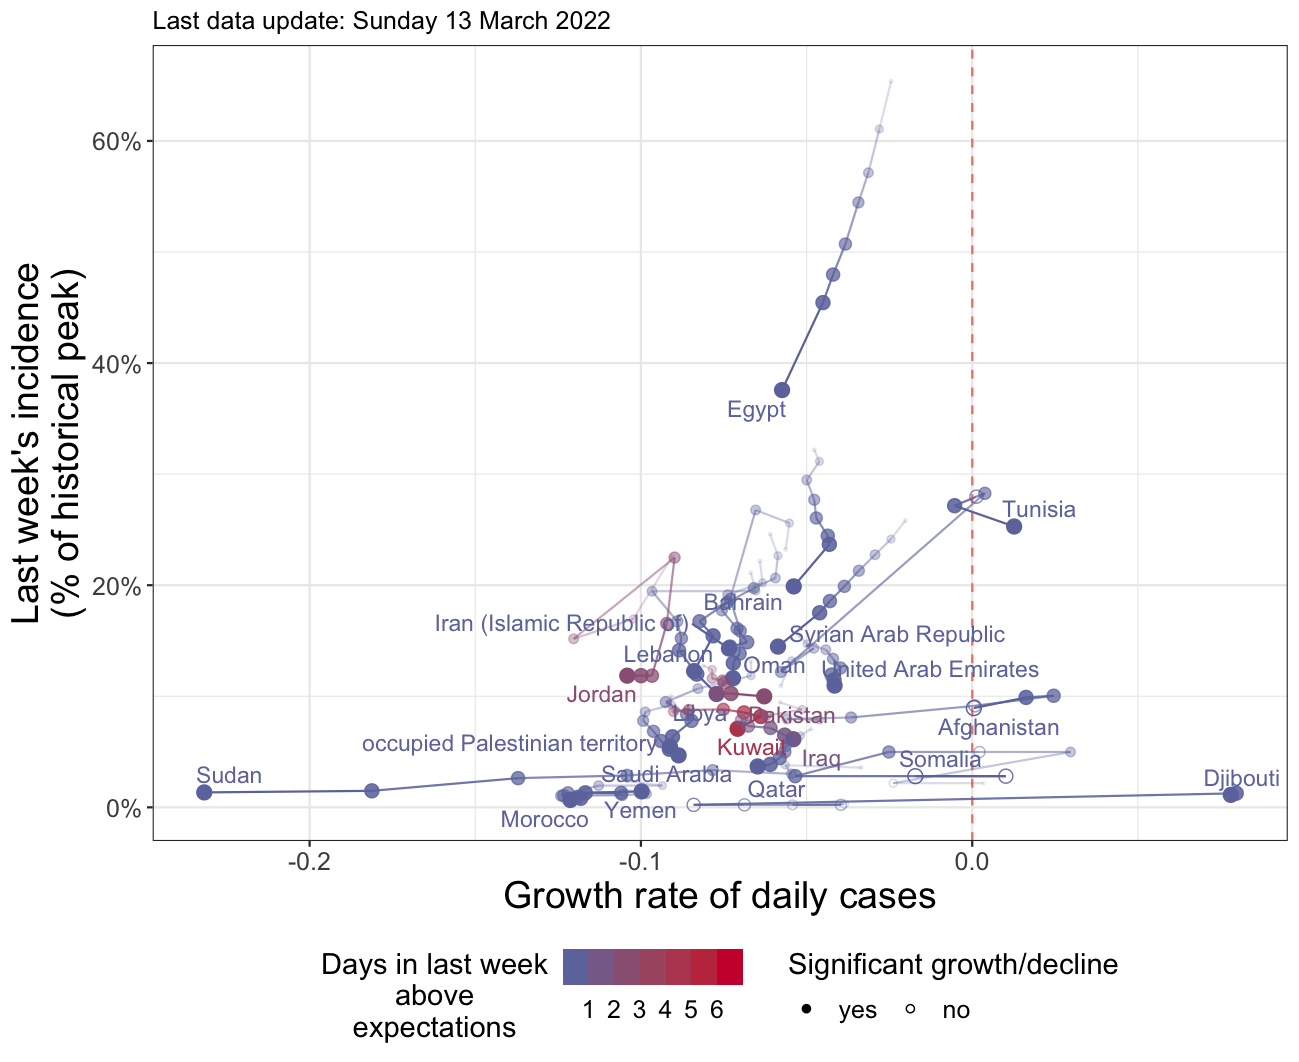 Last data update: Sunday 13 March 2022
Last week's incidence
(% of historical peak)
60%
40%
20%
0%
Egypt
Tunisia
Bahrain
Iran (Islamic Republic of)
Syrian Arab Republic
Lebanon
Oman
United Arab Emirates
Jordan
Libya
Pakistan
Afghanistan
occupied Palestinian territory
Kuwait
Iraq
Somalia
Sudan
Saudi Arabia
Djibouti
Qatar
Yemen
Morocco
-0.2
-0.1
0.0
Growth rate of daily cases
Days in last week
above
expectations
1 2 3 4 5 6
Significant growth/decline
yes
no